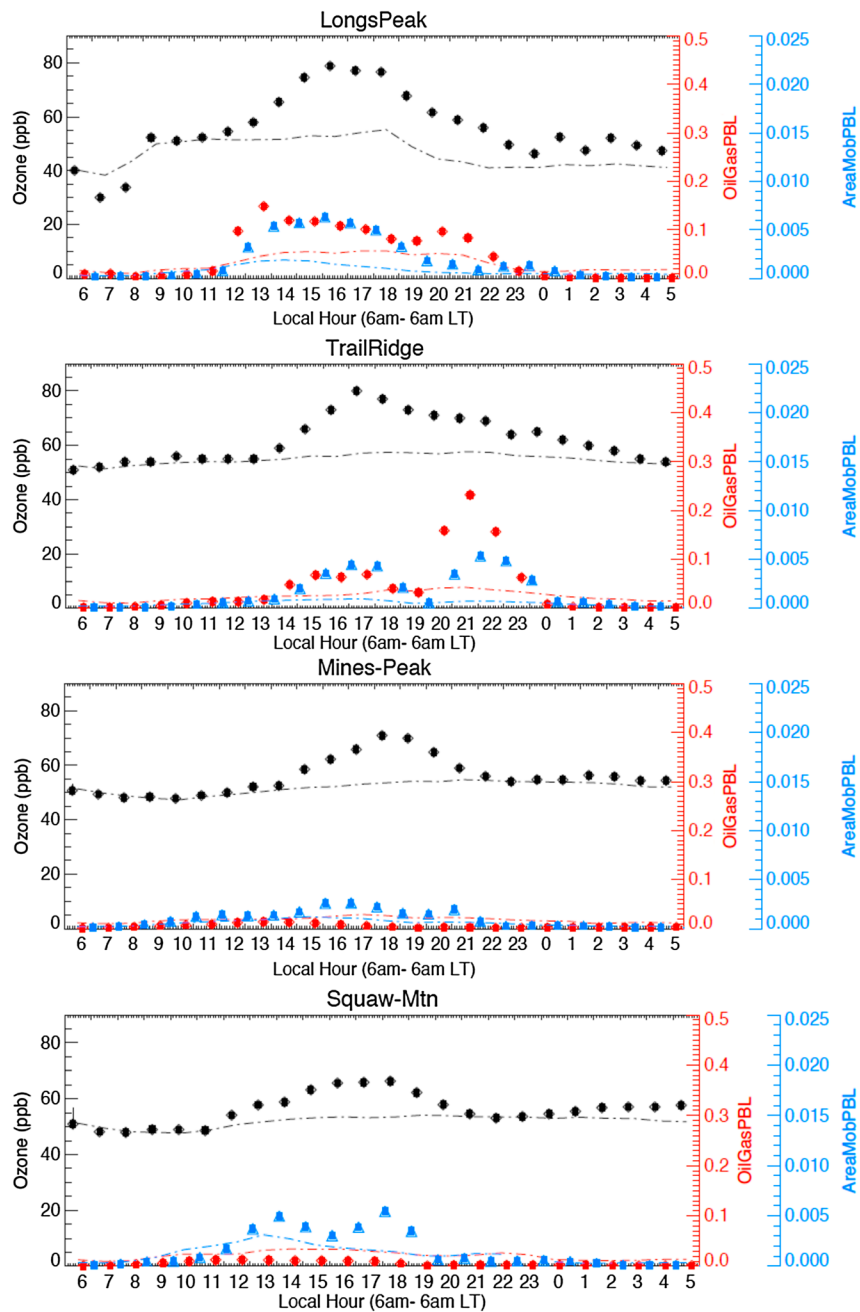 LongsPeak
80
60
40
20
0
Ozone (ppb)
0.5
0.4
0.3
0.2
0.1
0.0
OilGasPBL
0.025
0.020
0.015
0.010
0.005
0.000
AreaMobPBL
6 7 8 9 10 11 12 13 14 15 16 17 18 19 20 21 22 23 0 1 2 3 4 5
Local Hour (6am- 6am LT)
TrailRidge
80
60
40
20
0
Ozone (ppb)
0.5
0.4
0.3
0.2
0.1
0.0
OilGasPBL
0.025
0.020
0.015
0.010
0.005
0.000
AreaMobPBL
6 7 8 9 10 11 12 13 14 15 16 17 18 19 20 21 22 23 0 1 2 3 4 5
Local Hour (6am- 6am LT)
Mines-Peak
80
60
40
20
0
Ozone (ppb)
0.5
0.4
0.3
0.2
0.1
0.0
OilGasPBL
0.025
0.020
0.015
0.010
0.005
0.000
AreaMobPBL
6 7 8 9 10 11 12 13 14 15 16 17 18 19 20 21 22 23 0 1 2 3 4 5
Local Hour (6am- 6am LT)
Squaw-Mtn
80
60
40
20
0
Ozone (ppb)
0.5
0.4
0.3
0.2
0.1
0.0
OilGasPBL
0.025
0.020
0.015
0.010
0.005
0.000
AreaMobPBL
6 7 8 9 10 11 12 13 14 15 16 17 18 19 20 21 22 23 0 1 2 3 4 5
Local Hour (6am- 6am LT)